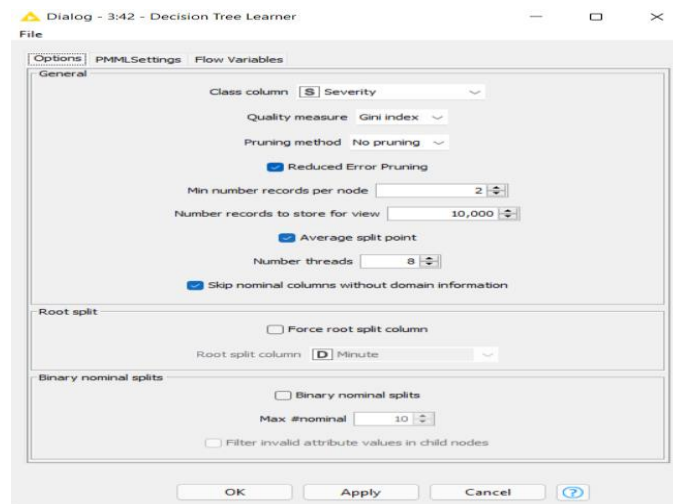 Dialog - 3:42 - Decision Tree Learner
File
Options PMMLSettings Flow Variables
General
Class column S Severity
Quality measure Gini index
Pruning method No pruning
Reduced Error Pruning
Min number records per node 2
Number records to store for view 10,000
Average split point
Number threads 8
Skip nominal columns without domain information
Root split
Force root split column
Root split column D Minute
Binary nominal splits
Binary nominal splits
Max #nominal 10
Filter invalid attribute values in child nodes
OK Apply Cancel ?